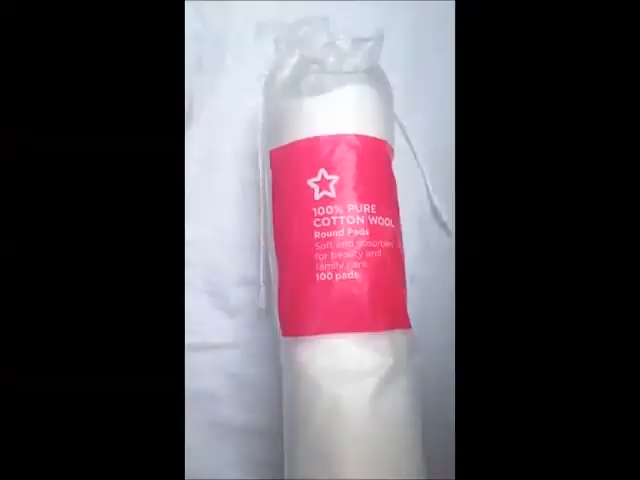 100% PURE
COTTON WOOL
Round Pads
Soft and absorbent
for beauty and
family care
100 pads